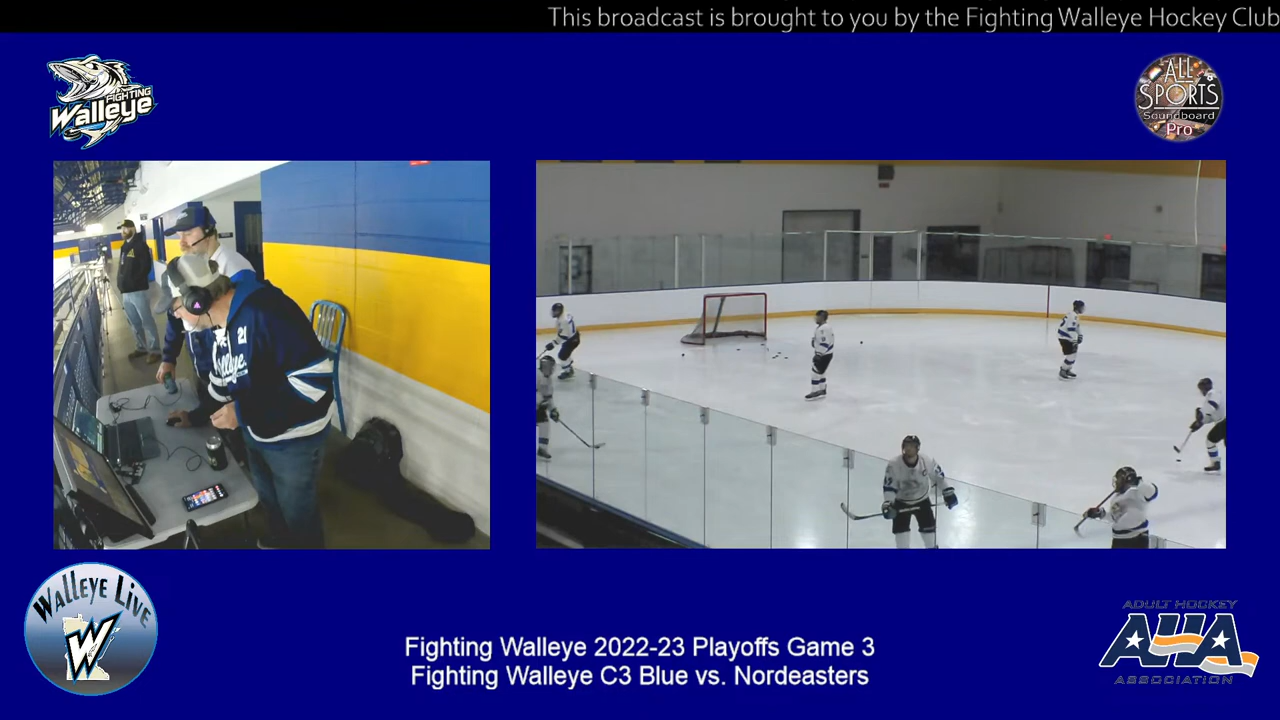 This broadcast is brought to you by the Fighting Walleye Hockey Club
FIGHTING
Walleye
ALL
SPORTS
Soundboard
Pro
21
WALLEYE LIVE
W
Fighting Walleye 2022-23 Playoffs Game 3
Fighting Walleye C3 Blue vs. Nordeasters
ADULT HOCKEY
AHA
ASSOCIATION